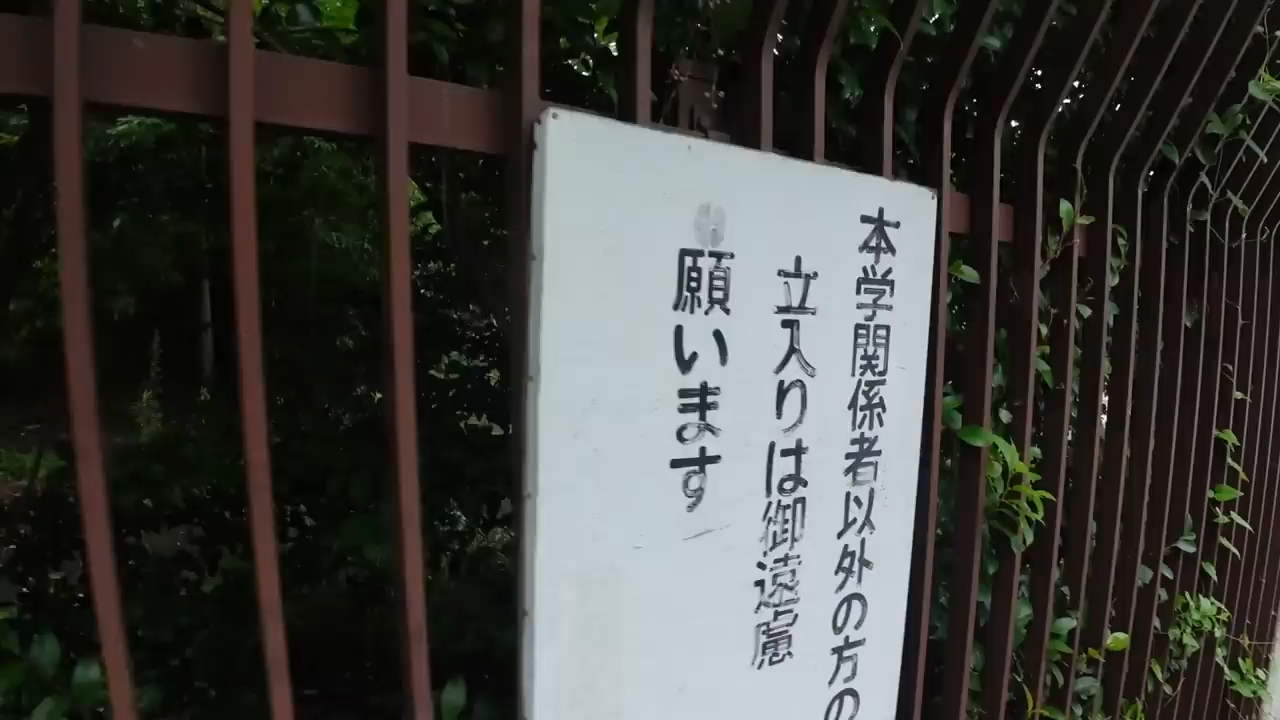 本学関係者以外の方の
立入りは御遠慮
願います